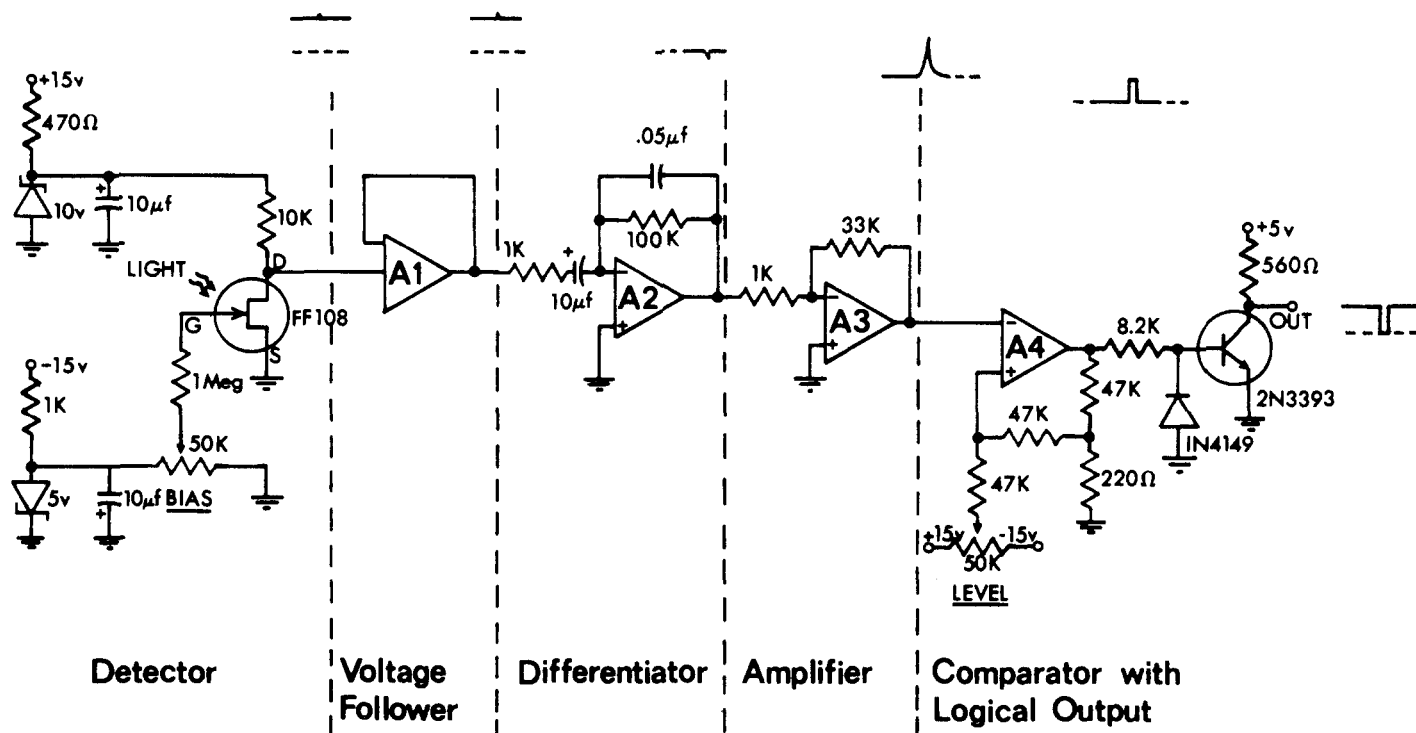 +15v
470Ω
10v
10μf
+
10K
D
LIGHT
G
FF108
S
-15v
1K
1Meg
50K
5v
10μf
+
BIAS
A1
1K
+
10μf
.05μf
100K
-
A2
+
1K
33K
-
A3
+
-
A4
+
8.2K
47K
47K
47K
220Ω
+15v
-15v
50K
LEVEL
IN4149
+5v
560Ω
OUT
2N3393
Detector
Voltage
Follower
Differentiator
Amplifier
Comparator with
Logical Output